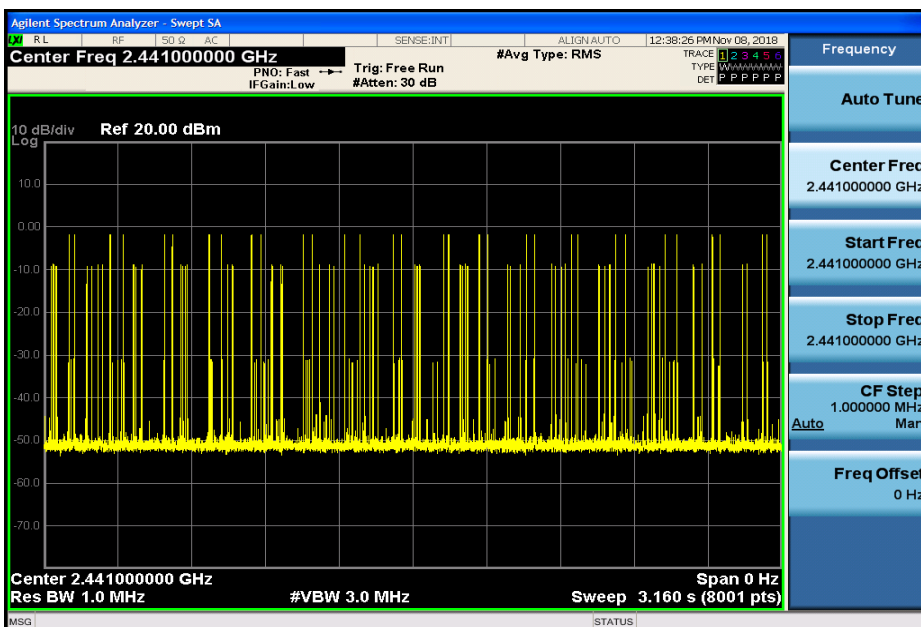 Agilent Spectrum Analyzer - Swept SA
LXI RL RF 50 Ω AC SENSE:INT ALIGN AUTO 12:38:26 PM Nov 08, 2018
Center Freq 2.441000000 GHz #Avg Type: RMS TRACE 1 2 3 4 5 6
PNO: Fast Trig: Free Run TYPE WWWWWW
IFGain:Low #Atten: 30 dB DET P P P P P P
10 dB/div Ref 20.00 dBm
Log
10.0
0.00
-10.0
-20.0
-30.0
-40.0
-50.0
-60.0
-70.0
Center 2.441000000 GHz Span 0 Hz
Res BW 1.0 MHz #VBW 3.0 MHz Sweep 3.160 s (8001 pts)
MSG STATUS
Frequency
Auto Tune
Center Freq
2.441000000 GHz
Start Freq
2.441000000 GHz
Stop Freq
2.441000000 GHz
CF Step
1.000000 MHz
Auto Man
Freq Offset
0 Hz